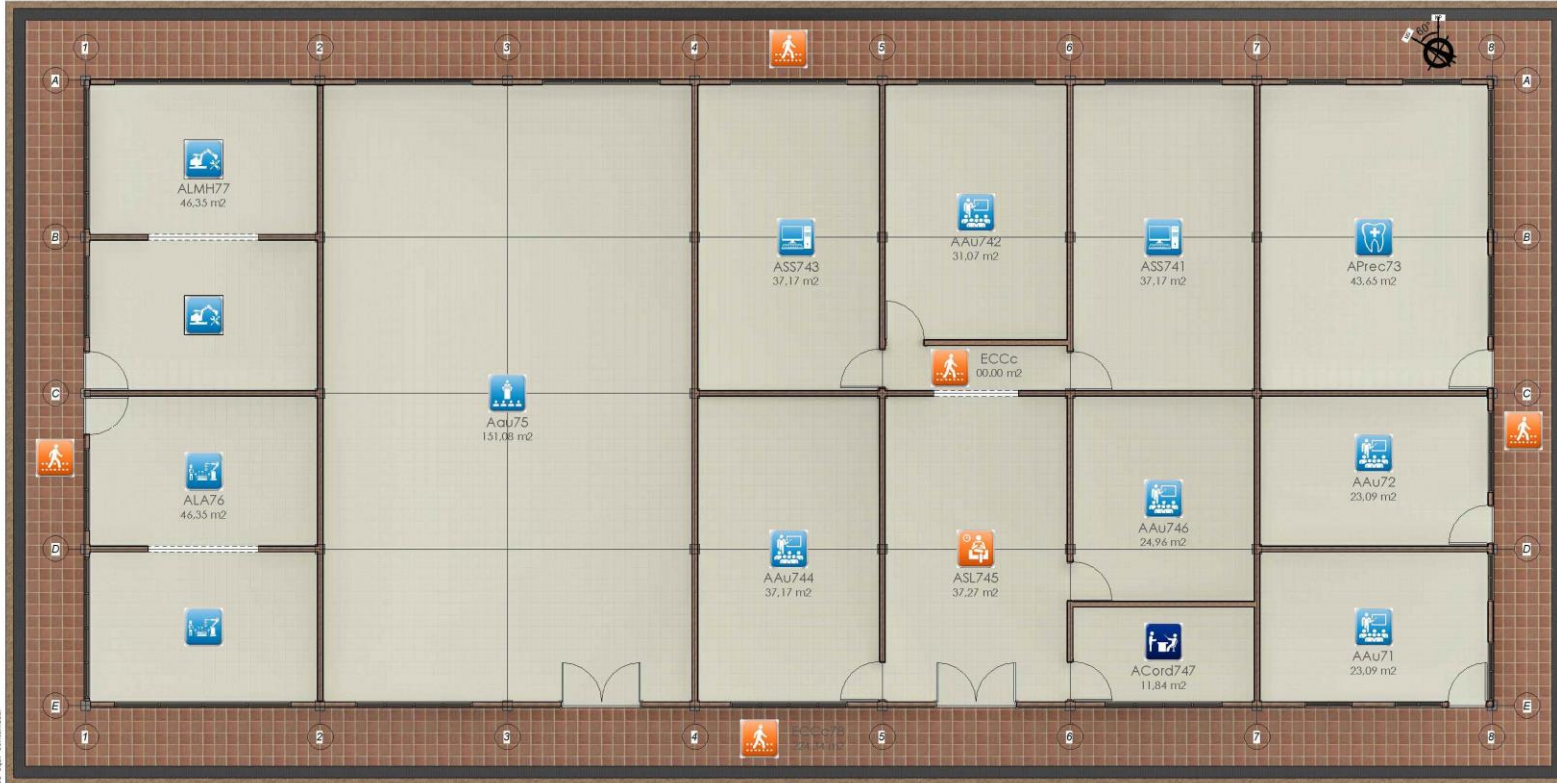 60°
1 2 3 4 5 6 7 8
A A
ALMH77
46,35 m2
B B
ASS743
37,17 m2
AAu742
31,07 m2
ASS741
37,17 m2
APrec73
43,65 m2
ECCc
00,00 m2
C C
Aau75
151,08 m2
ALA76
46,35 m2
AAu72
23,09 m2
AAu746
24,96 m2
D D
AAu744
37,17 m2
ASL745
37,27 m2
ACord747
11,84 m2
AAu71
23,09 m2
E E
1 2 3 4 5 6 7 8